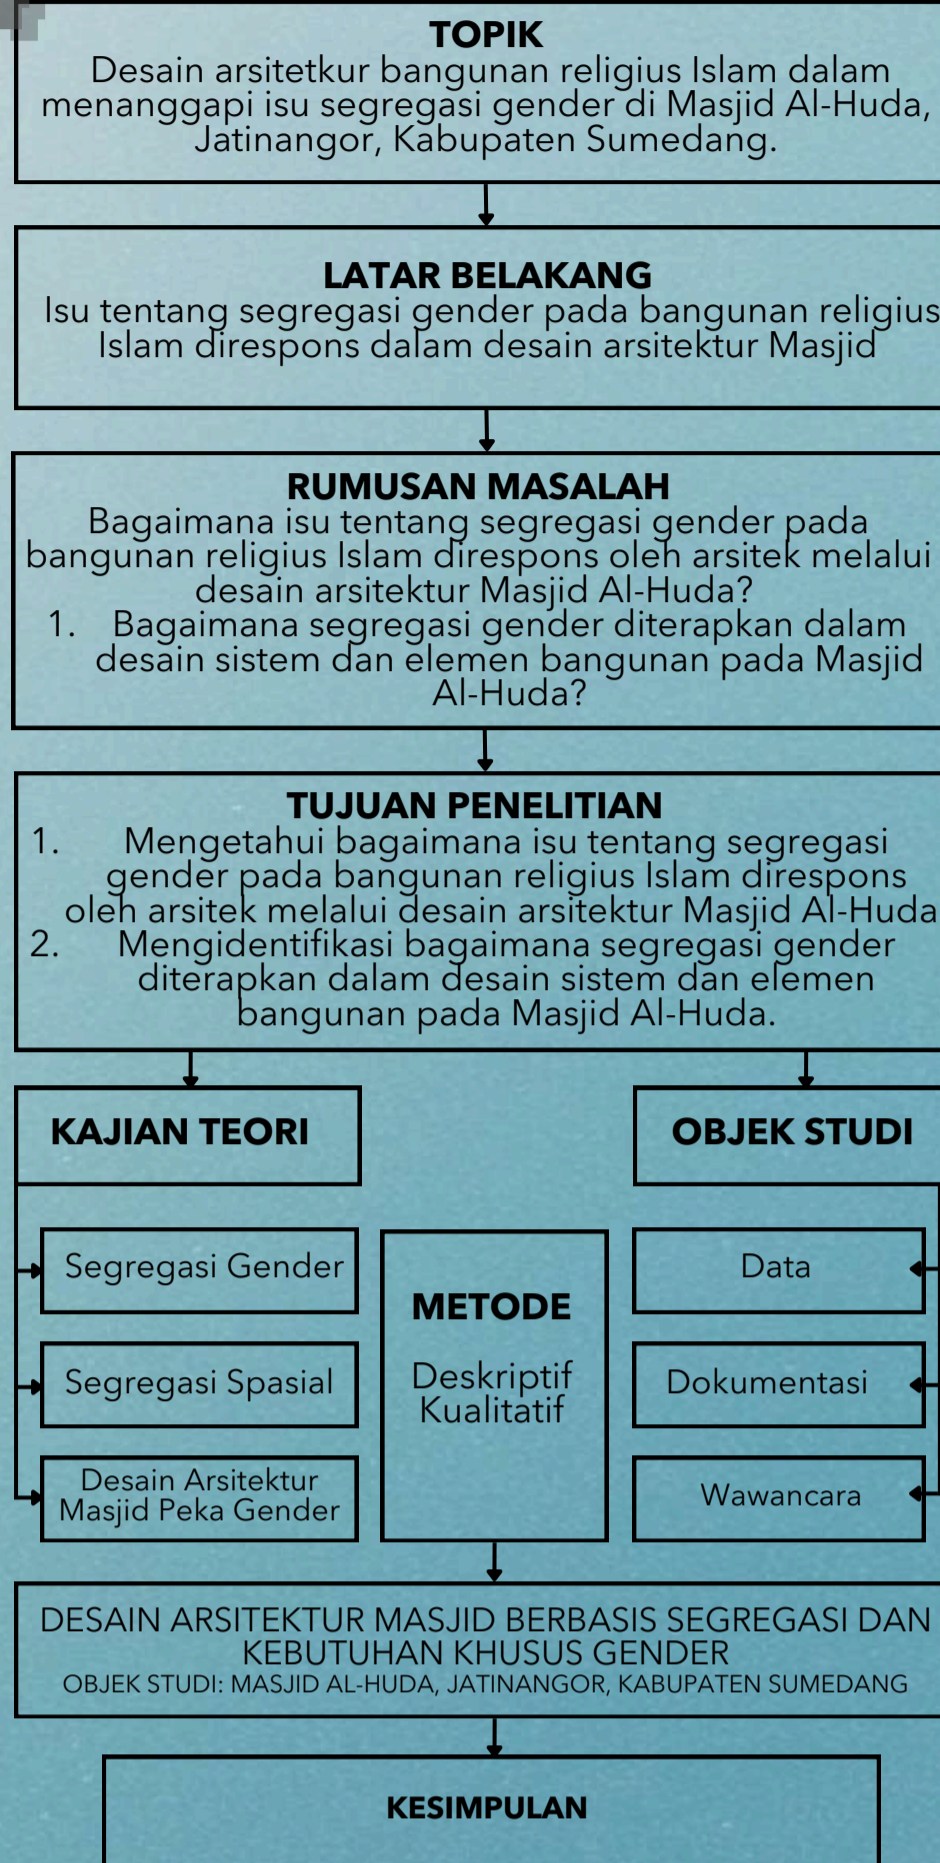 TOPIK
Desain arsitetkur bangunan religius Islam dalam
menanggapi isu segregasi gender di Masjid Al-Huda,
Jatinangor, Kabupaten Sumedang.
LATAR BELAKANG
Isu tentang segregasi gender pada bangunan religius
Islam direspons dalam desain arsitektur Masjid
RUMUSAN MASALAH
Bagaimana isu tentang segregasi gender pada
bangunan religius Islam direspons oleh arsitek melalui
desain arsitektur Masjid Al-Huda?
1. Bagaimana segregasi gender diterapkan dalam
desain sistem dan elemen bangunan pada Masjid
Al-Huda?
TUJUAN PENELITIAN
1. Mengetahui bagaimana isu tentang segregasi
gender pada bangunan religius Islam direspons
oleh arsitek melalui desain arsitektur Masjid Al-Huda
2. Mengidentifikasi bagaimana segregasi gender
diterapkan dalam desain sistem dan elemen
bangunan pada Masjid Al-Huda.
KAJIAN TEORI
Segregasi Gender
Segregasi Spasial
Desain Arsitektur
Masjid Peka Gender
METODE
Deskriptif
Kualitatif
OBJEK STUDI
Data
Dokumentasi
Wawancara
DESAIN ARSITEKTUR MASJID BERBASIS SEGREGASI DAN
KEBUTUHAN KHUSUS GENDER
OBJEK STUDI: MASJID AL-HUDA, JATINANGOR, KABUPATEN SUMEDANG
KESIMPULAN